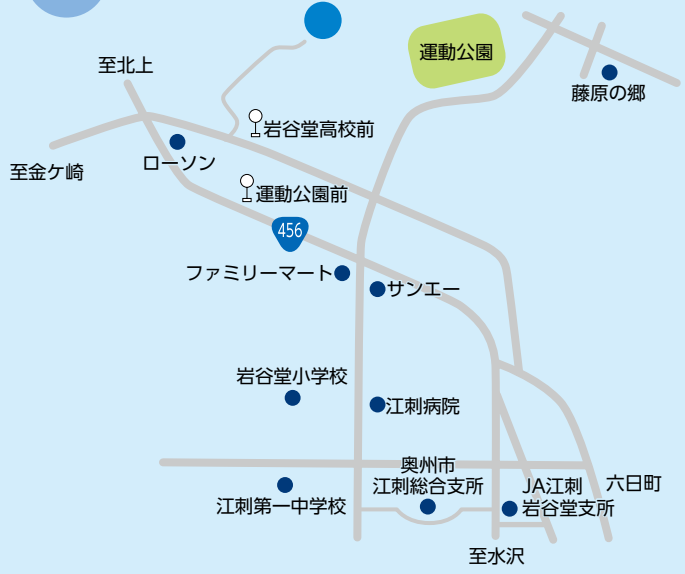 運動公園
至北上
藤原の郷
岩谷堂高校前
ローソン
至金ケ崎
運動公園前
456
ファミリーマート
サンエー
岩谷堂小学校
江刺病院
奥州市
江刺総合支所
JA江刺
岩谷堂支所
六日町
江刺第一中学校
至水沢